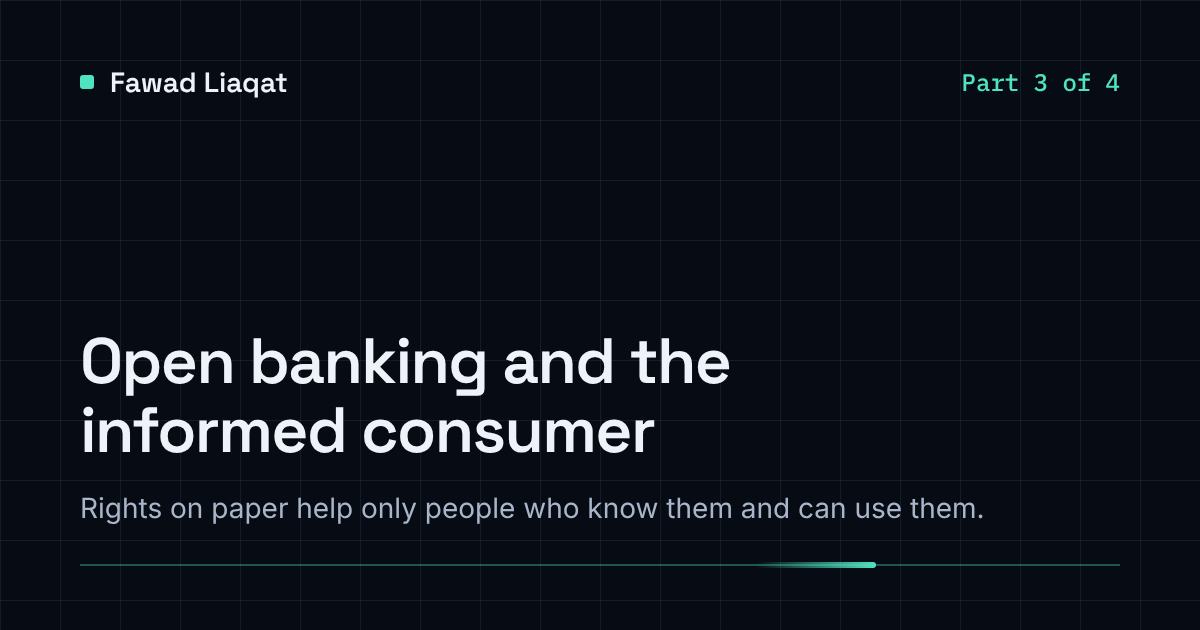 Fawad Liaqat
Part 3 of 4
Open banking and the
informed consumer
Rights on paper help only people who know them and can use them.